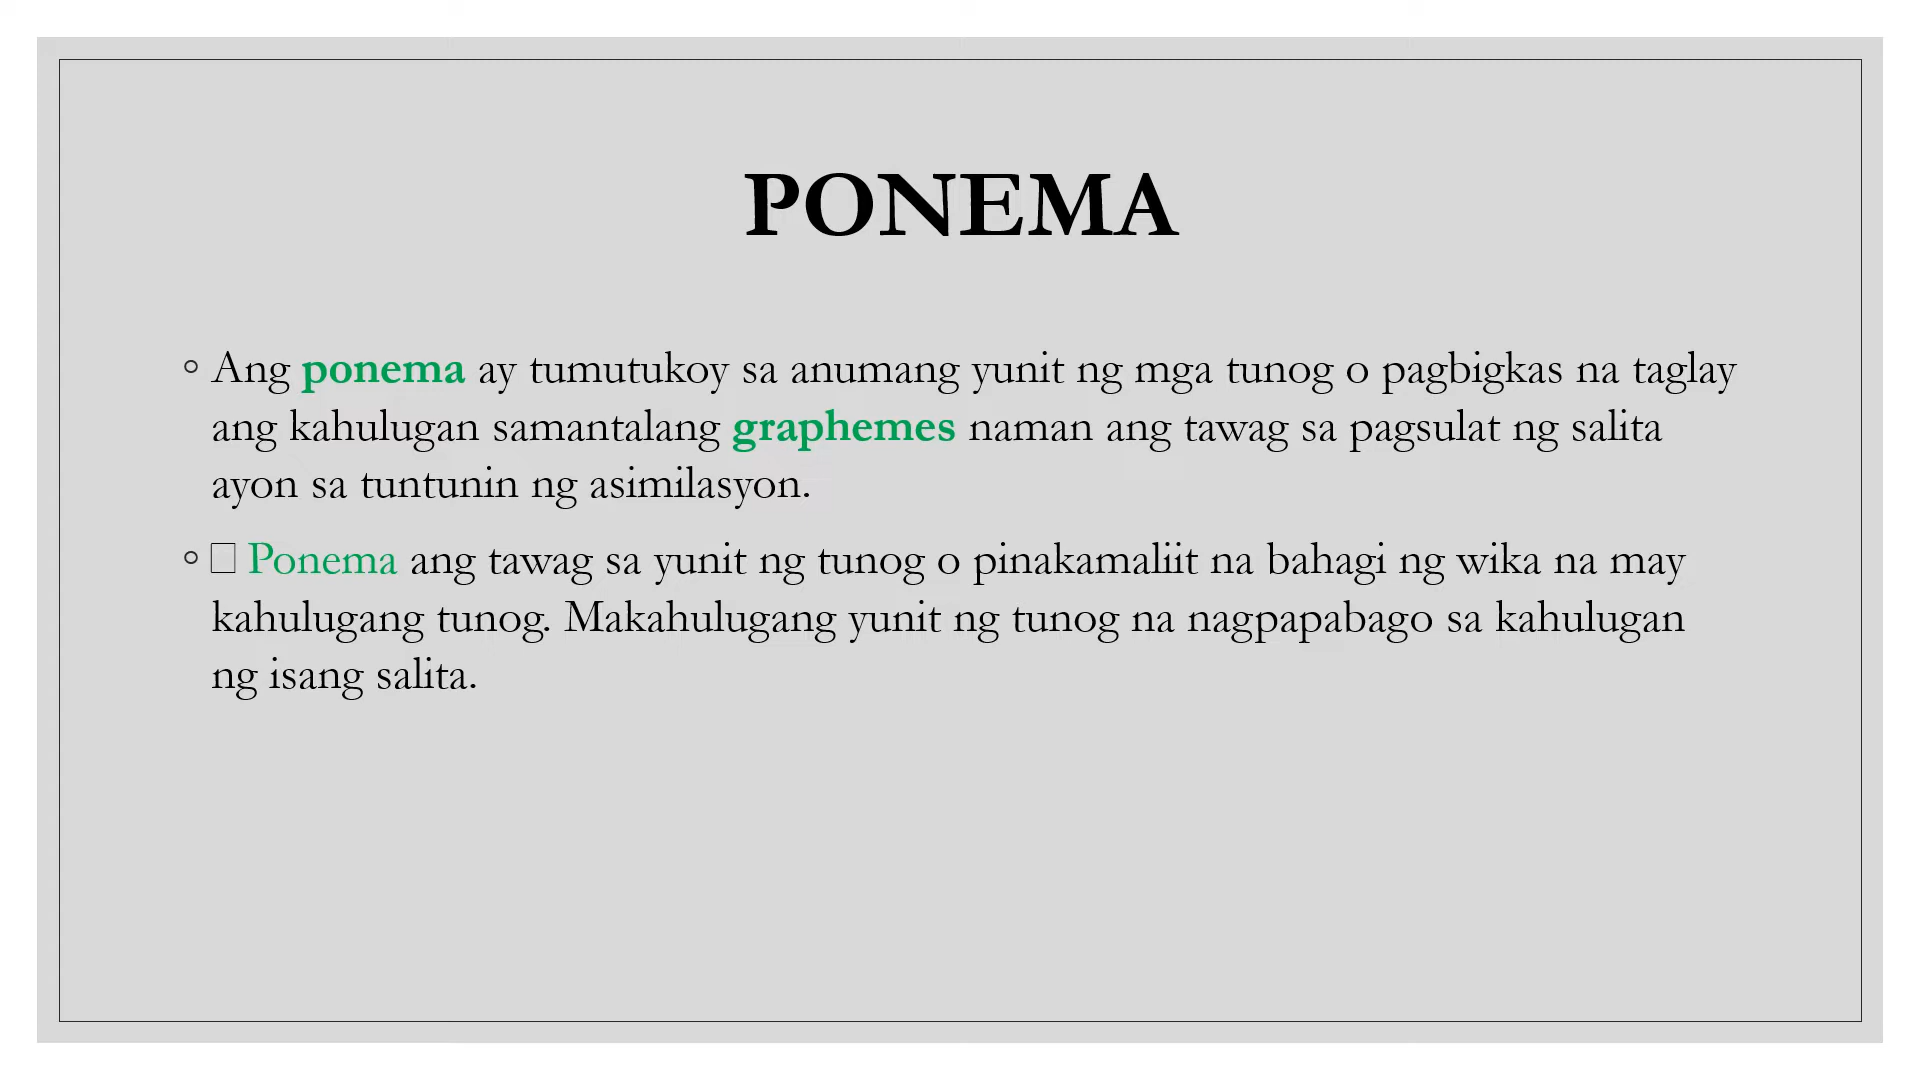 PONEMA
◦ Ang ponema ay tumutukoy sa anumang yunit ng mga tunog o pagbigkas na taglay
ang kahulugan samantalang graphemes naman ang tawag sa pagsulat ng salita
ayon sa tuntunin ng asimilasyon.
◦ □ Ponema ang tawag sa yunit ng tunog o pinakamaliit na bahagi ng wika na may
kahulugang tunog. Makahulugang yunit ng tunog na nagpapabago sa kahulugan
ng isang salita.